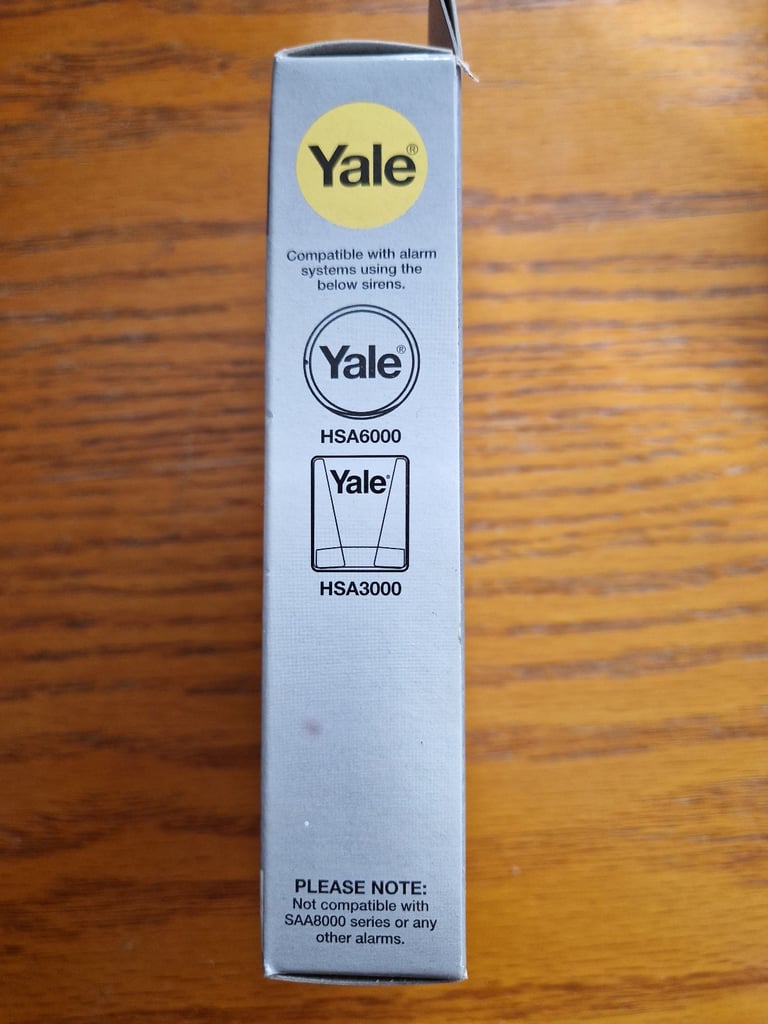 Yale®
Compatible with alarm
systems using the
below sirens.
Yale®
HSA6000
Yale®
HSA3000
PLEASE NOTE:
Not compatible with
SAA8000 series or any
other alarms.